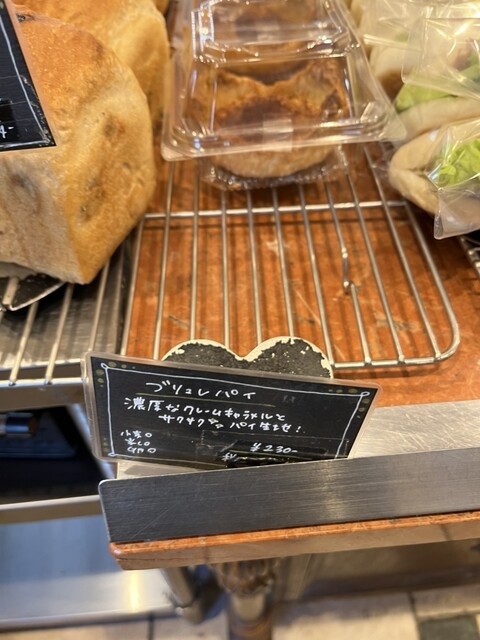 ブリュレパイ
濃厚なクレームキャラメルと
サクサク☆☆パイ生地!
小麦○
乳○
卵○
¥230-